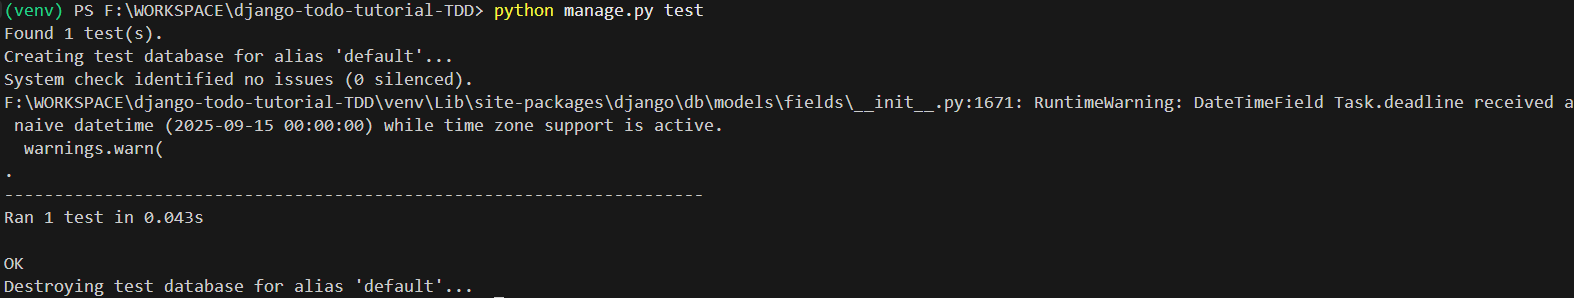 (venv) PS F:\WORKSPACE\django-todo-tutorial-TDD> python manage.py test
Found 1 test(s).
Creating test database for alias 'default'...
System check identified no issues (0 silenced).
F:\WORKSPACE\django-todo-tutorial-TDD\venv\Lib\site-packages\django\db\models\fields\__init__.py:1671: RuntimeWarning: DateTimeField Task.deadline received a
 naive datetime (2025-09-15 00:00:00) while time zone support is active.
  warnings.warn(
.
----------------------------------------------------------------------
Ran 1 test in 0.043s

OK
Destroying test database for alias 'default'...